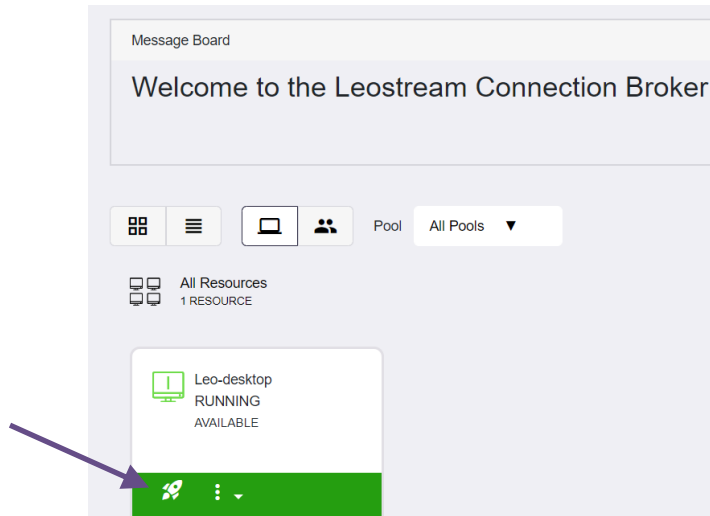 Message Board
Welcome to the Leostream Connection Broker
Pool All Pools
All Resources
1 RESOURCE
Leo-desktop
RUNNING
AVAILABLE